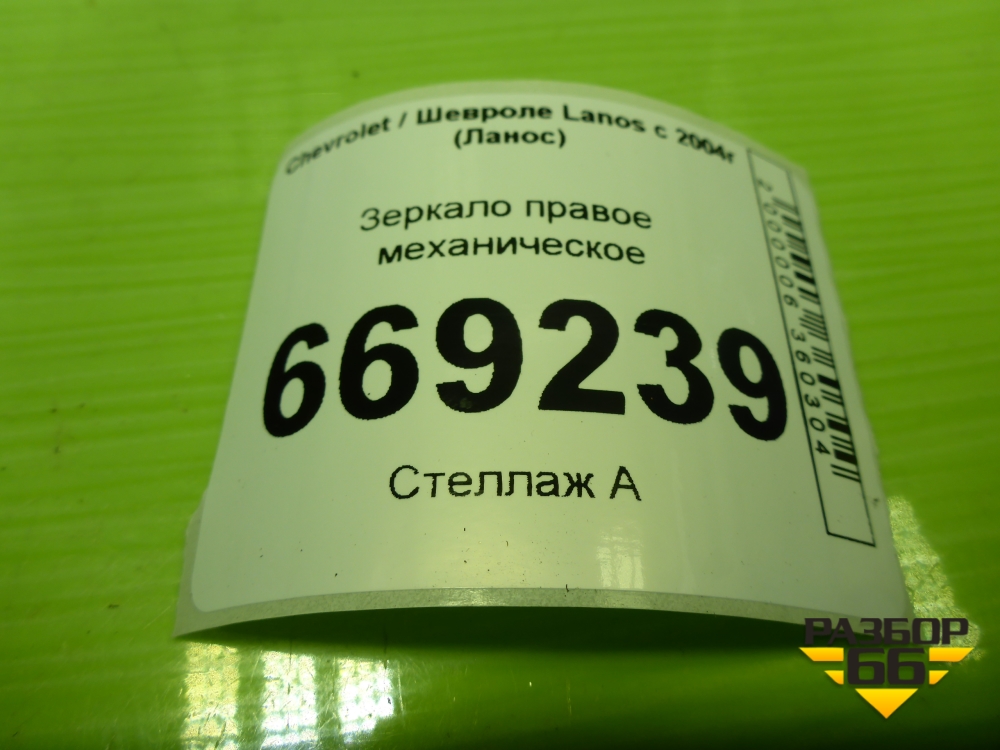 Chevrolet / Шевроле Lanos с 2004г
(Ланос)
Зеркало правое
механическое
669239
Стеллаж А
2000006360304
РАЗБОР
66